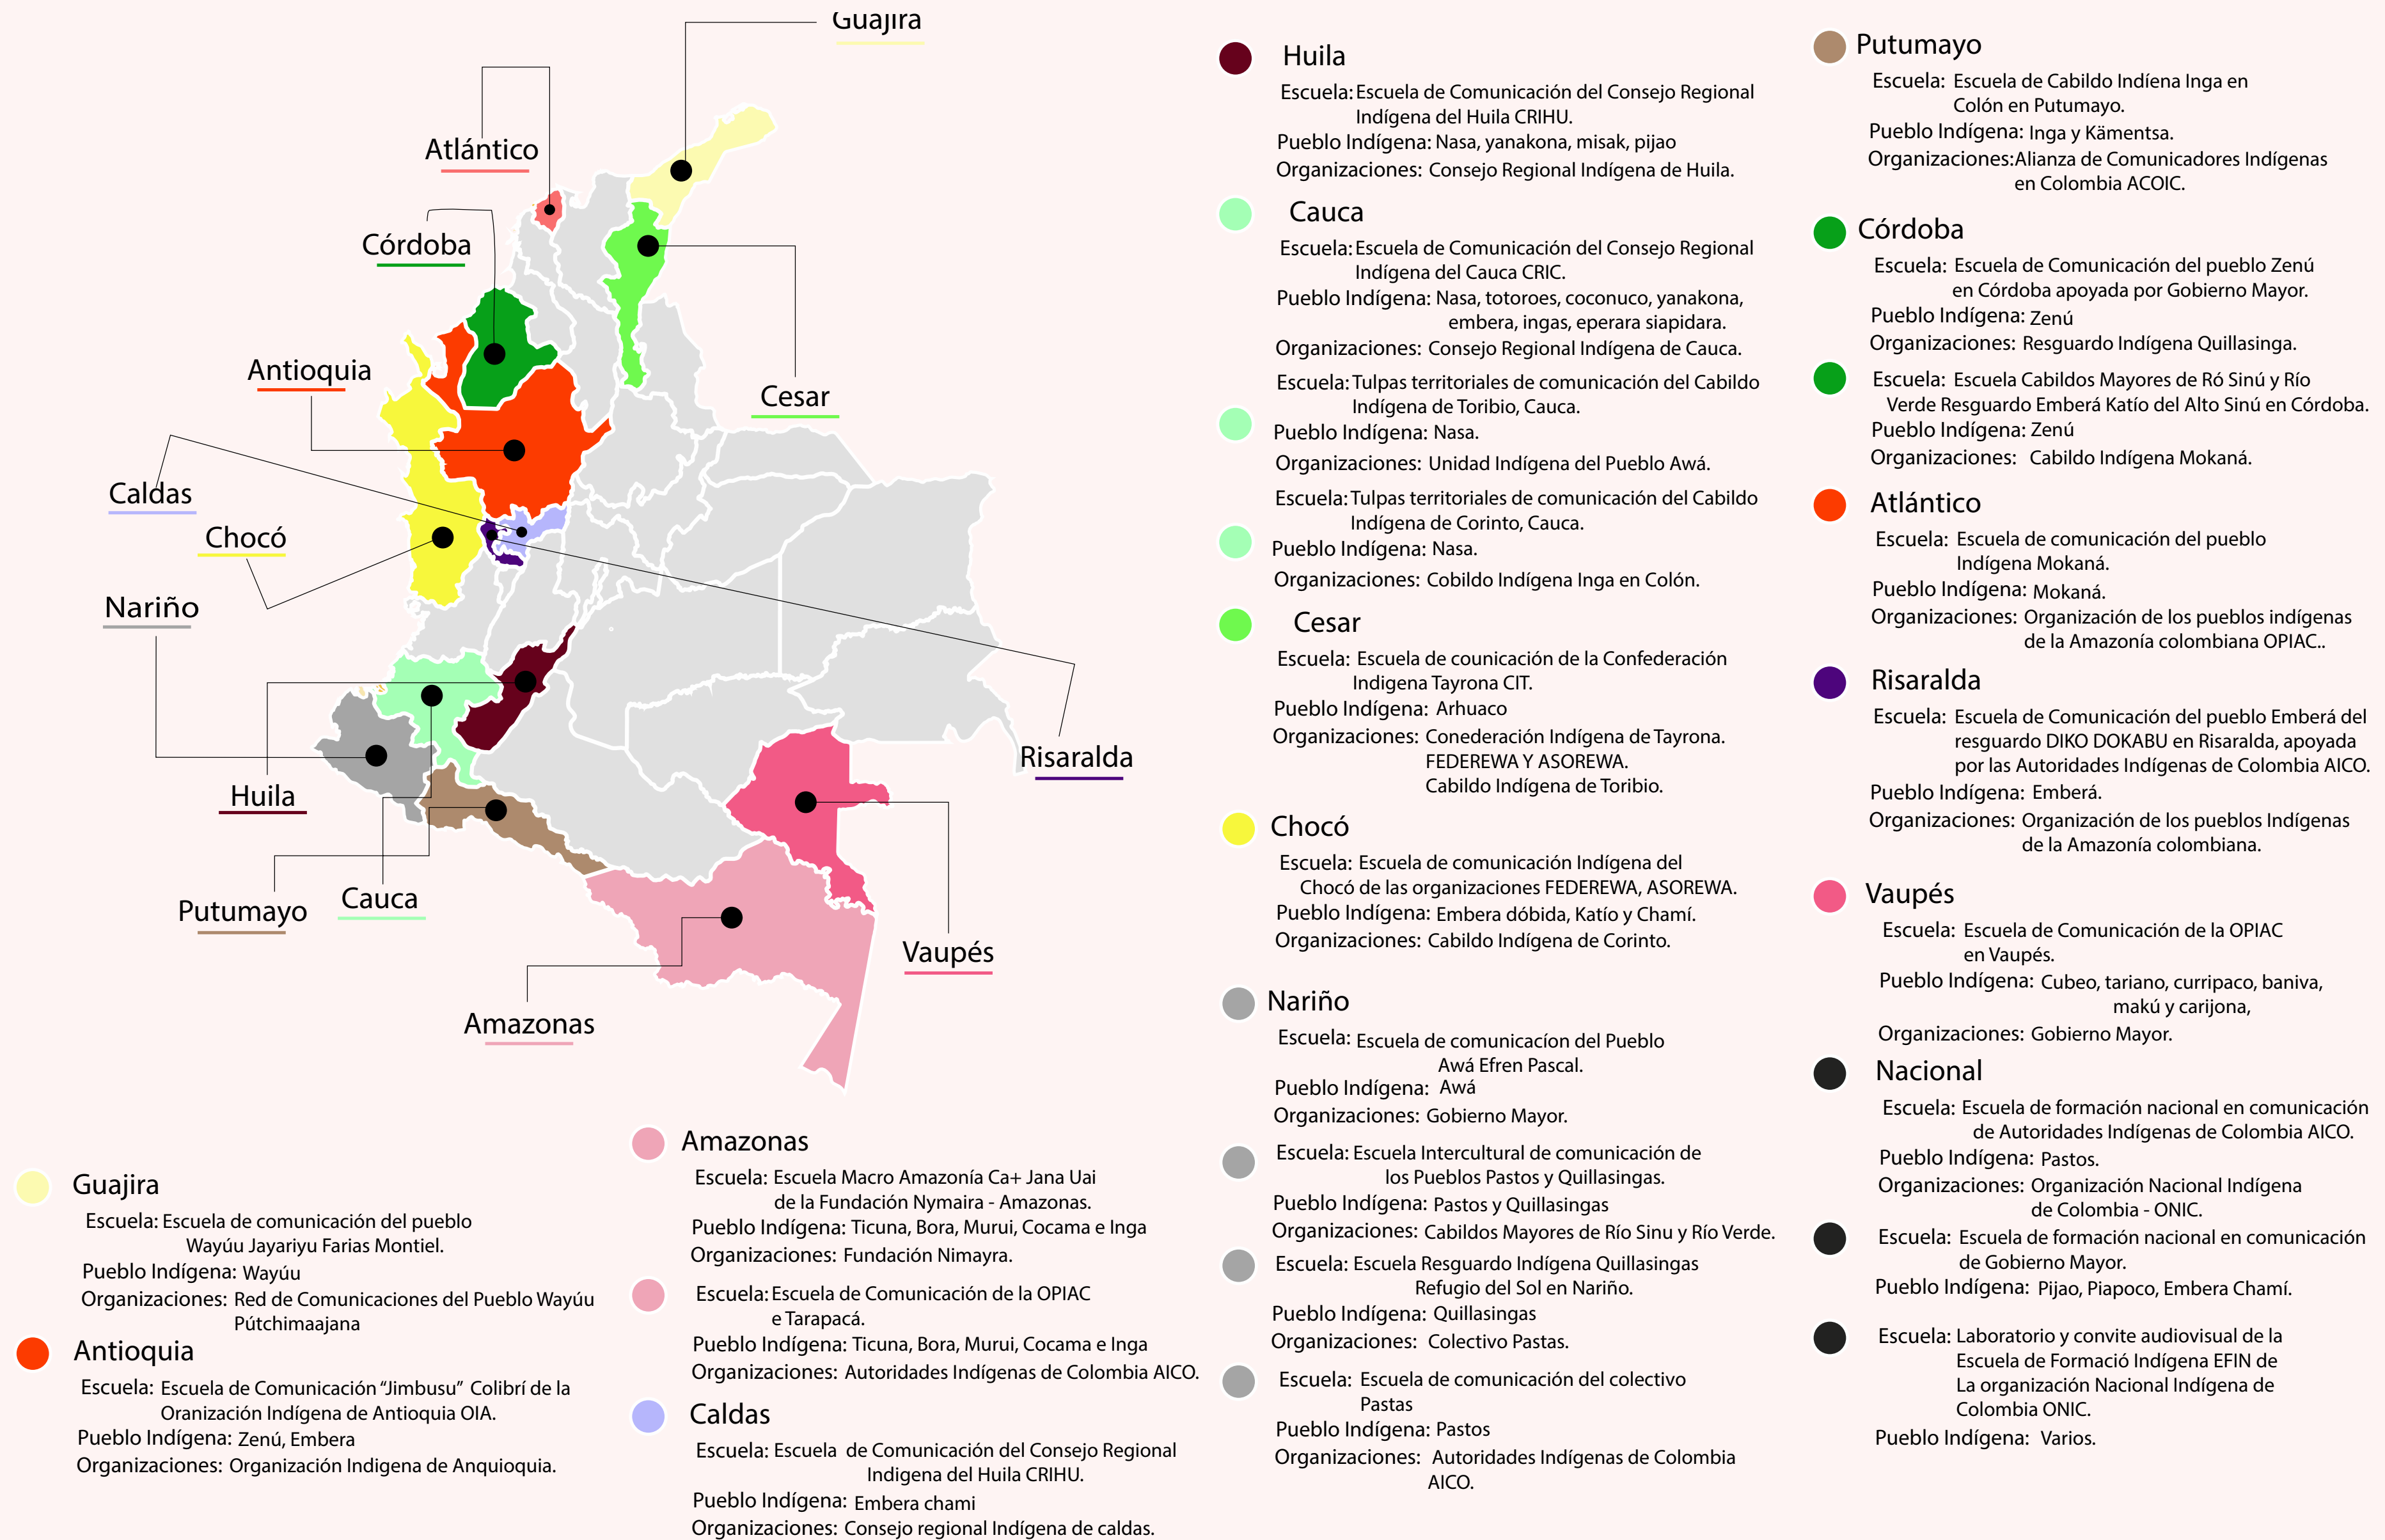 Guajira
Atlántico
Córdoba
Antioquia
Cesar
Caldas
Chocó
Nariño
Risaralda
Huila
Putumayo
Cauca
Vaupés
Amazonas
Guajira
Escuela: Escuela de comunicación del pueblo
Wayúu Jayariyu Farias Montiel.
Pueblo Indígena: Wayúu
Organizaciones: Red de Comunicaciones del Pueblo Wayúu
Pútchimaajana
Antioquia
Escuela: Escuela de Comunicación “Jimbusu” Colibrí de la
Oranización Indígena de Antioquia OIA.
Pueblo Indígena: Zenú, Embera
Organizaciones: Organización Indigena de Anquioquia.
Amazonas
Escuela: Escuela Macro Amazonía Ca+ Jana Uai
de la Fundación Nymaira - Amazonas.
Pueblo Indígena: Ticuna, Bora, Murui, Cocama e Inga
Organizaciones: Fundación Nimayra.
Escuela: Escuela de Comunicación de la OPIAC
e Tarapacá.
Pueblo Indígena: Ticuna, Bora, Murui, Cocama e Inga
Organizaciones: Autoridades Indígenas de Colombia AICO.
Caldas
Escuela: Escuela de Comunicación del Consejo Regional
Indigena del Huila CRIHU.
Pueblo Indígena: Embera chami
Organizaciones: Consejo regional Indígena de caldas.
Huila
Escuela: Escuela de Comunicación del Consejo Regional
Indígena del Huila CRIHU.
Pueblo Indígena: Nasa, yanakona, misak, pijao
Organizaciones: Consejo Regional Indígena de Huila.
Cauca
Escuela: Escuela de Comunicación del Consejo Regional
Indígena del Cauca CRIC.
Pueblo Indígena: Nasa, totoroes, coconuco, yanakona,
embera, ingas, eperara siapidara.
Organizaciones: Consejo Regional Indígena de Cauca.
Escuela: Tulpas territoriales de comunicación del Cabildo
Indígena de Toribio, Cauca.
Pueblo Indígena: Nasa.
Organizaciones: Unidad Indígena del Pueblo Awá.
Escuela: Tulpas territoriales de comunicación del Cabildo
Indígena de Corinto, Cauca.
Pueblo Indígena: Nasa.
Organizaciones: Cobildo Indígena Inga en Colón.
Cesar
Escuela: Escuela de counicación de la Confederación
Indigena Tayrona CIT.
Pueblo Indígena: Arhuaco
Organizaciones: Conederación Indígena de Tayrona.
FEDEREWA Y ASOREWA.
Cabildo Indígena de Toribio.
Chocó
Escuela: Escuela de comunicación Indígena del
Chocó de las organizaciones FEDEREWA, ASOREWA.
Pueblo Indígena: Embera dóbida, Katío y Chamí.
Organizaciones: Cabildo Indígena de Corinto.
Nariño
Escuela: Escuela de comunicacíon del Pueblo
Awá Efren Pascal.
Pueblo Indígena: Awá
Organizaciones: Gobierno Mayor.
Escuela: Escuela Intercultural de comunicación de
los Pueblos Pastos y Quillasingas.
Pueblo Indígena: Pastos y Quillasingas
Organizaciones: Cabildos Mayores de Río Sinu y Río Verde.
Escuela: Escuela Resguardo Indígena Quillasingas
Refugio del Sol en Nariño.
Pueblo Indígena: Quillasingas
Organizaciones: Colectivo Pastas.
Escuela: Escuela de comunicación del colectivo
Pastas
Pueblo Indígena: Pastos
Organizaciones: Autoridades Indígenas de Colombia
AICO.
Putumayo
Escuela: Escuela de Cabildo Indíena Inga en
Colón en Putumayo.
Pueblo Indígena: Inga y Kämentsa.
Organizaciones:Alianza de Comunicadores Indígenas
en Colombia ACOIC.
Córdoba
Escuela: Escuela de Comunicación del pueblo Zenú
en Córdoba apoyada por Gobierno Mayor.
Pueblo Indígena: Zenú
Organizaciones: Resguardo Indígena Quillasinga.
Escuela: Escuela Cabildos Mayores de Ró Sinú y Río
Verde Resguardo Emberá Katío del Alto Sinú en Córdoba.
Pueblo Indígena: Zenú
Organizaciones: Cabildo Indígena Mokaná.
Atlántico
Escuela: Escuela de comunicación del pueblo
Indígena Mokaná.
Pueblo Indígena: Mokaná.
Organizaciones: Organización de los pueblos indígenas
de la Amazonía colombiana OPIAC..
Risaralda
Escuela: Escuela de Comunicación del pueblo Emberá del
resguardo DIKO DOKABU en Risaralda, apoyada
por las Autoridades Indígenas de Colombia AICO.
Pueblo Indígena: Emberá.
Organizaciones: Organización de los pueblos Indígenas
de la Amazonía colombiana.
Vaupés
Escuela: Escuela de Comunicación de la OPIAC
en Vaupés.
Pueblo Indígena: Cubeo, tariano, curripaco, baniva,
makú y carijona,
Organizaciones: Gobierno Mayor.
Nacional
Escuela: Escuela de formación nacional en comunicación
de Autoridades Indígenas de Colombia AICO.
Pueblo Indígena: Pastos.
Organizaciones: Organización Nacional Indígena
de Colombia - ONIC.
Escuela: Escuela de formación nacional en comunicación
de Gobierno Mayor.
Pueblo Indígena: Pijao, Piapoco, Embera Chamí.
Escuela: Laboratorio y convite audiovisual de la
Escuela de Formació Indígena EFIN de
La organización Nacional Indígena de
Colombia ONIC.
Pueblo Indígena: Varios.